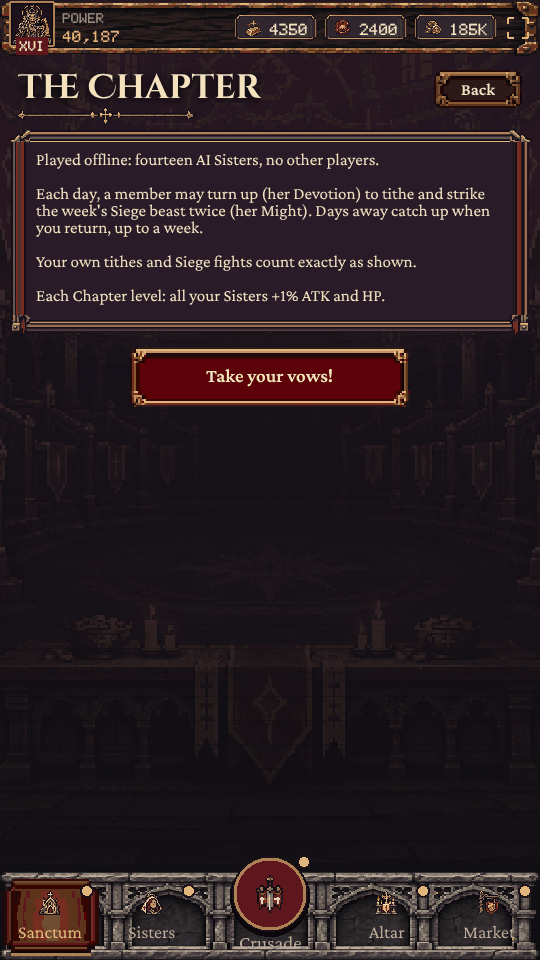 POWER
40,187
4350
2400
185K
XVI
THE CHAPTER
Back
Played offline: fourteen AI Sisters, no other players.
Each day, a member may turn up (her Devotion) to tithe and strike
the week's Siege beast twice (her Might). Days away catch up when
you return, up to a week.
Your own tithes and Siege fights count exactly as shown.
Each Chapter level: all your Sisters +1% ATK and HP.
Take your vows!
Sanctum
Sisters
Crusade
Altar
Market